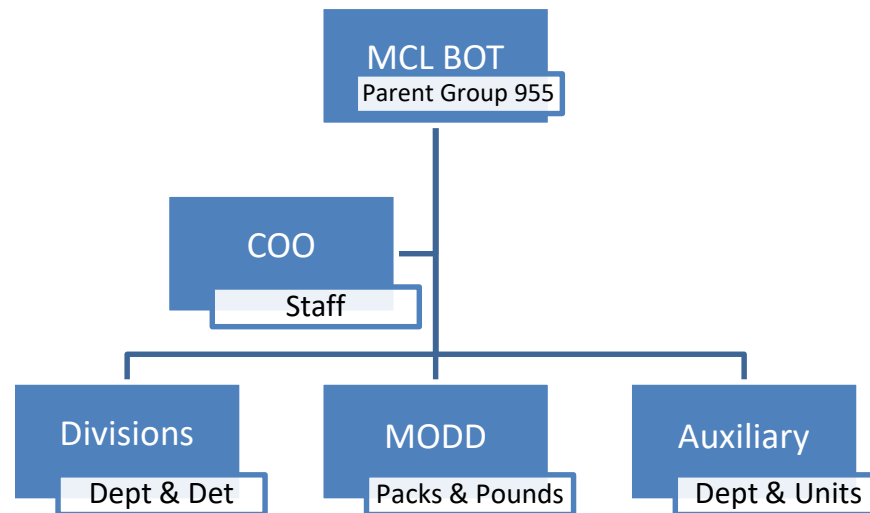 MCL BOT
Parent Group 955
COO
Staff
Divisions
Dept & Det
MODD
Packs & Pounds
Auxiliary
Dept & Units